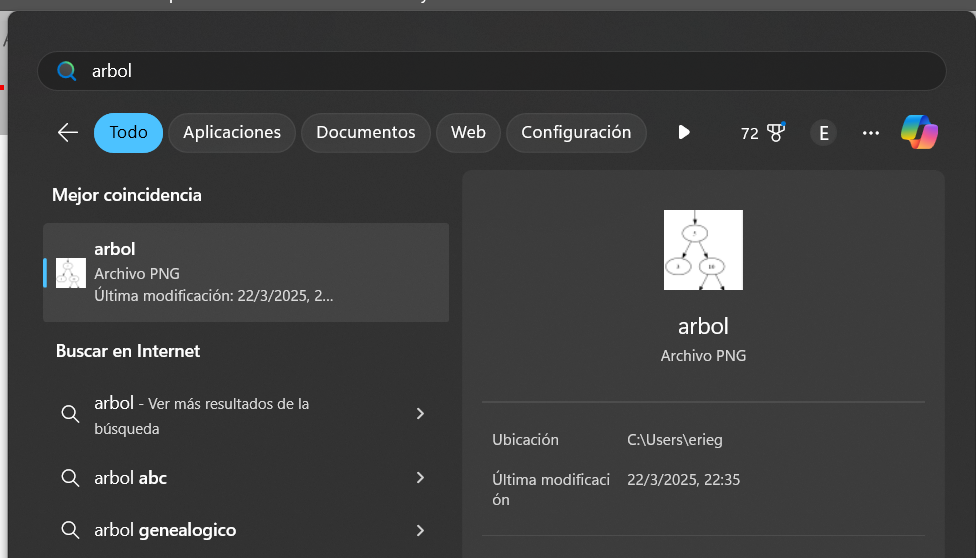 arbol
Todo
Aplicaciones
Documentos
Web
Configuración
72
E
Mejor coincidencia
arbol
Archivo PNG
Última modificación: 22/3/2025, 2...
Buscar en Internet
arbol - Ver más resultados de la
búsqueda
arbol abc
arbol genealogico
arbol
Archivo PNG
Ubicación C:\Users\erieg
Última modificaci 22/3/2025, 22:35
ón